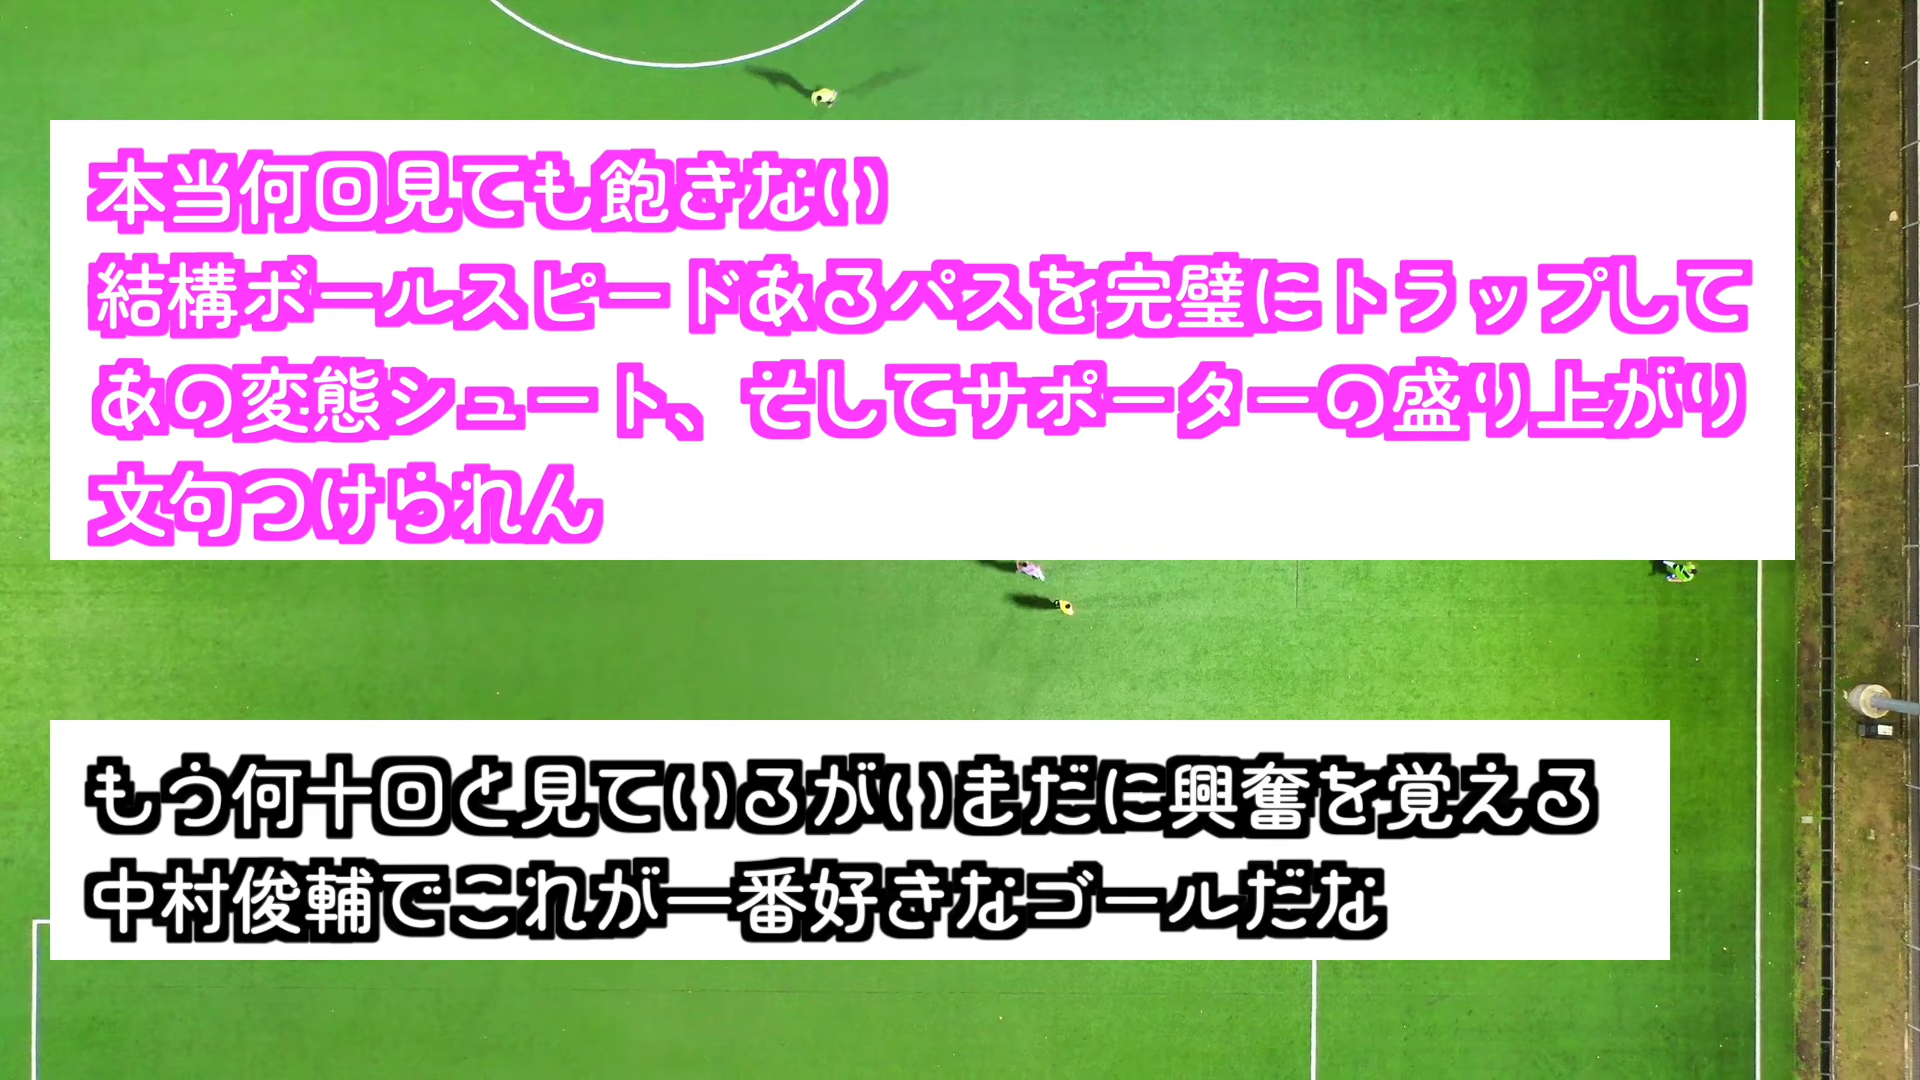 本当何回見ても飽きない
結構ボールスピードあるパスを完璧にトラップして
あの変態シュート、そしてサポーターの盛り上がり
文句つけられん
もう何十回と見ているがいまだに興奮を覚える
中村俊輔でこれが一番好きなゴールだな